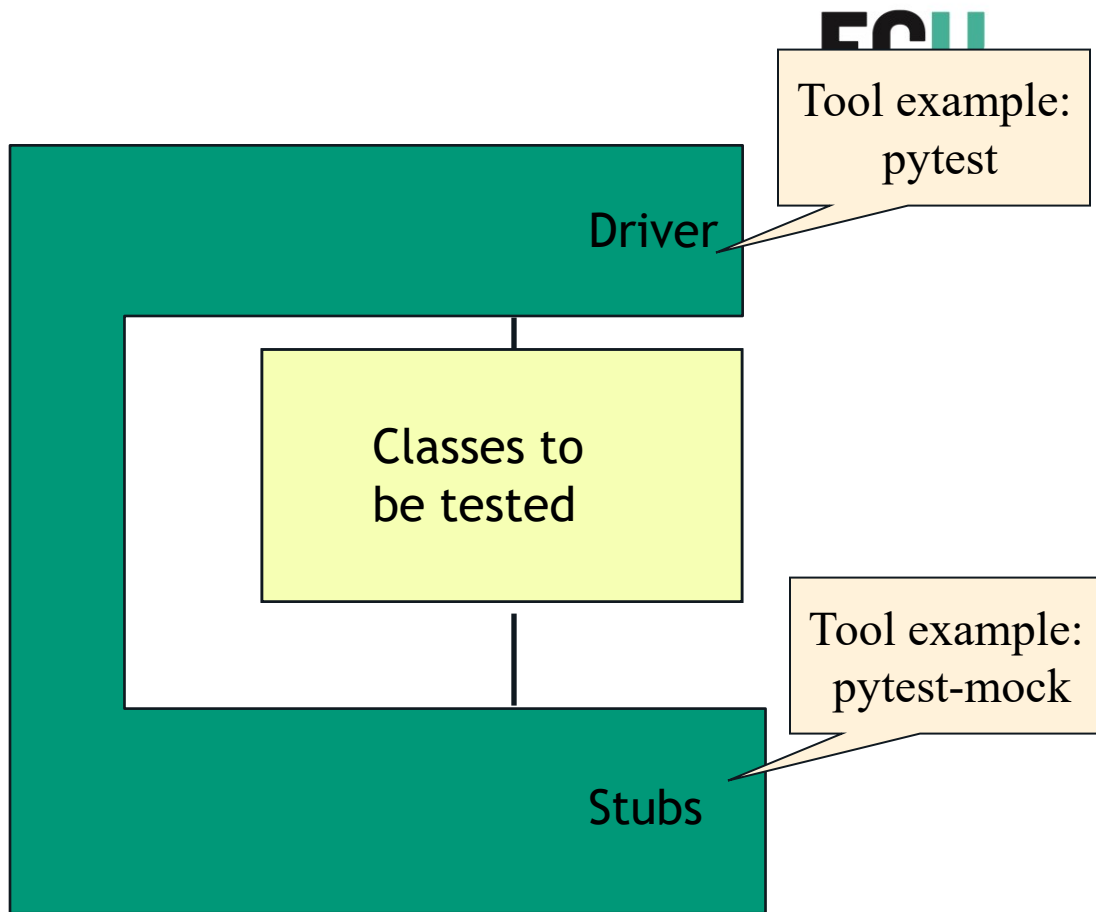 Tool example:
pytest
Driver
Classes to
be tested
Tool example:
pytest-mock
Stubs